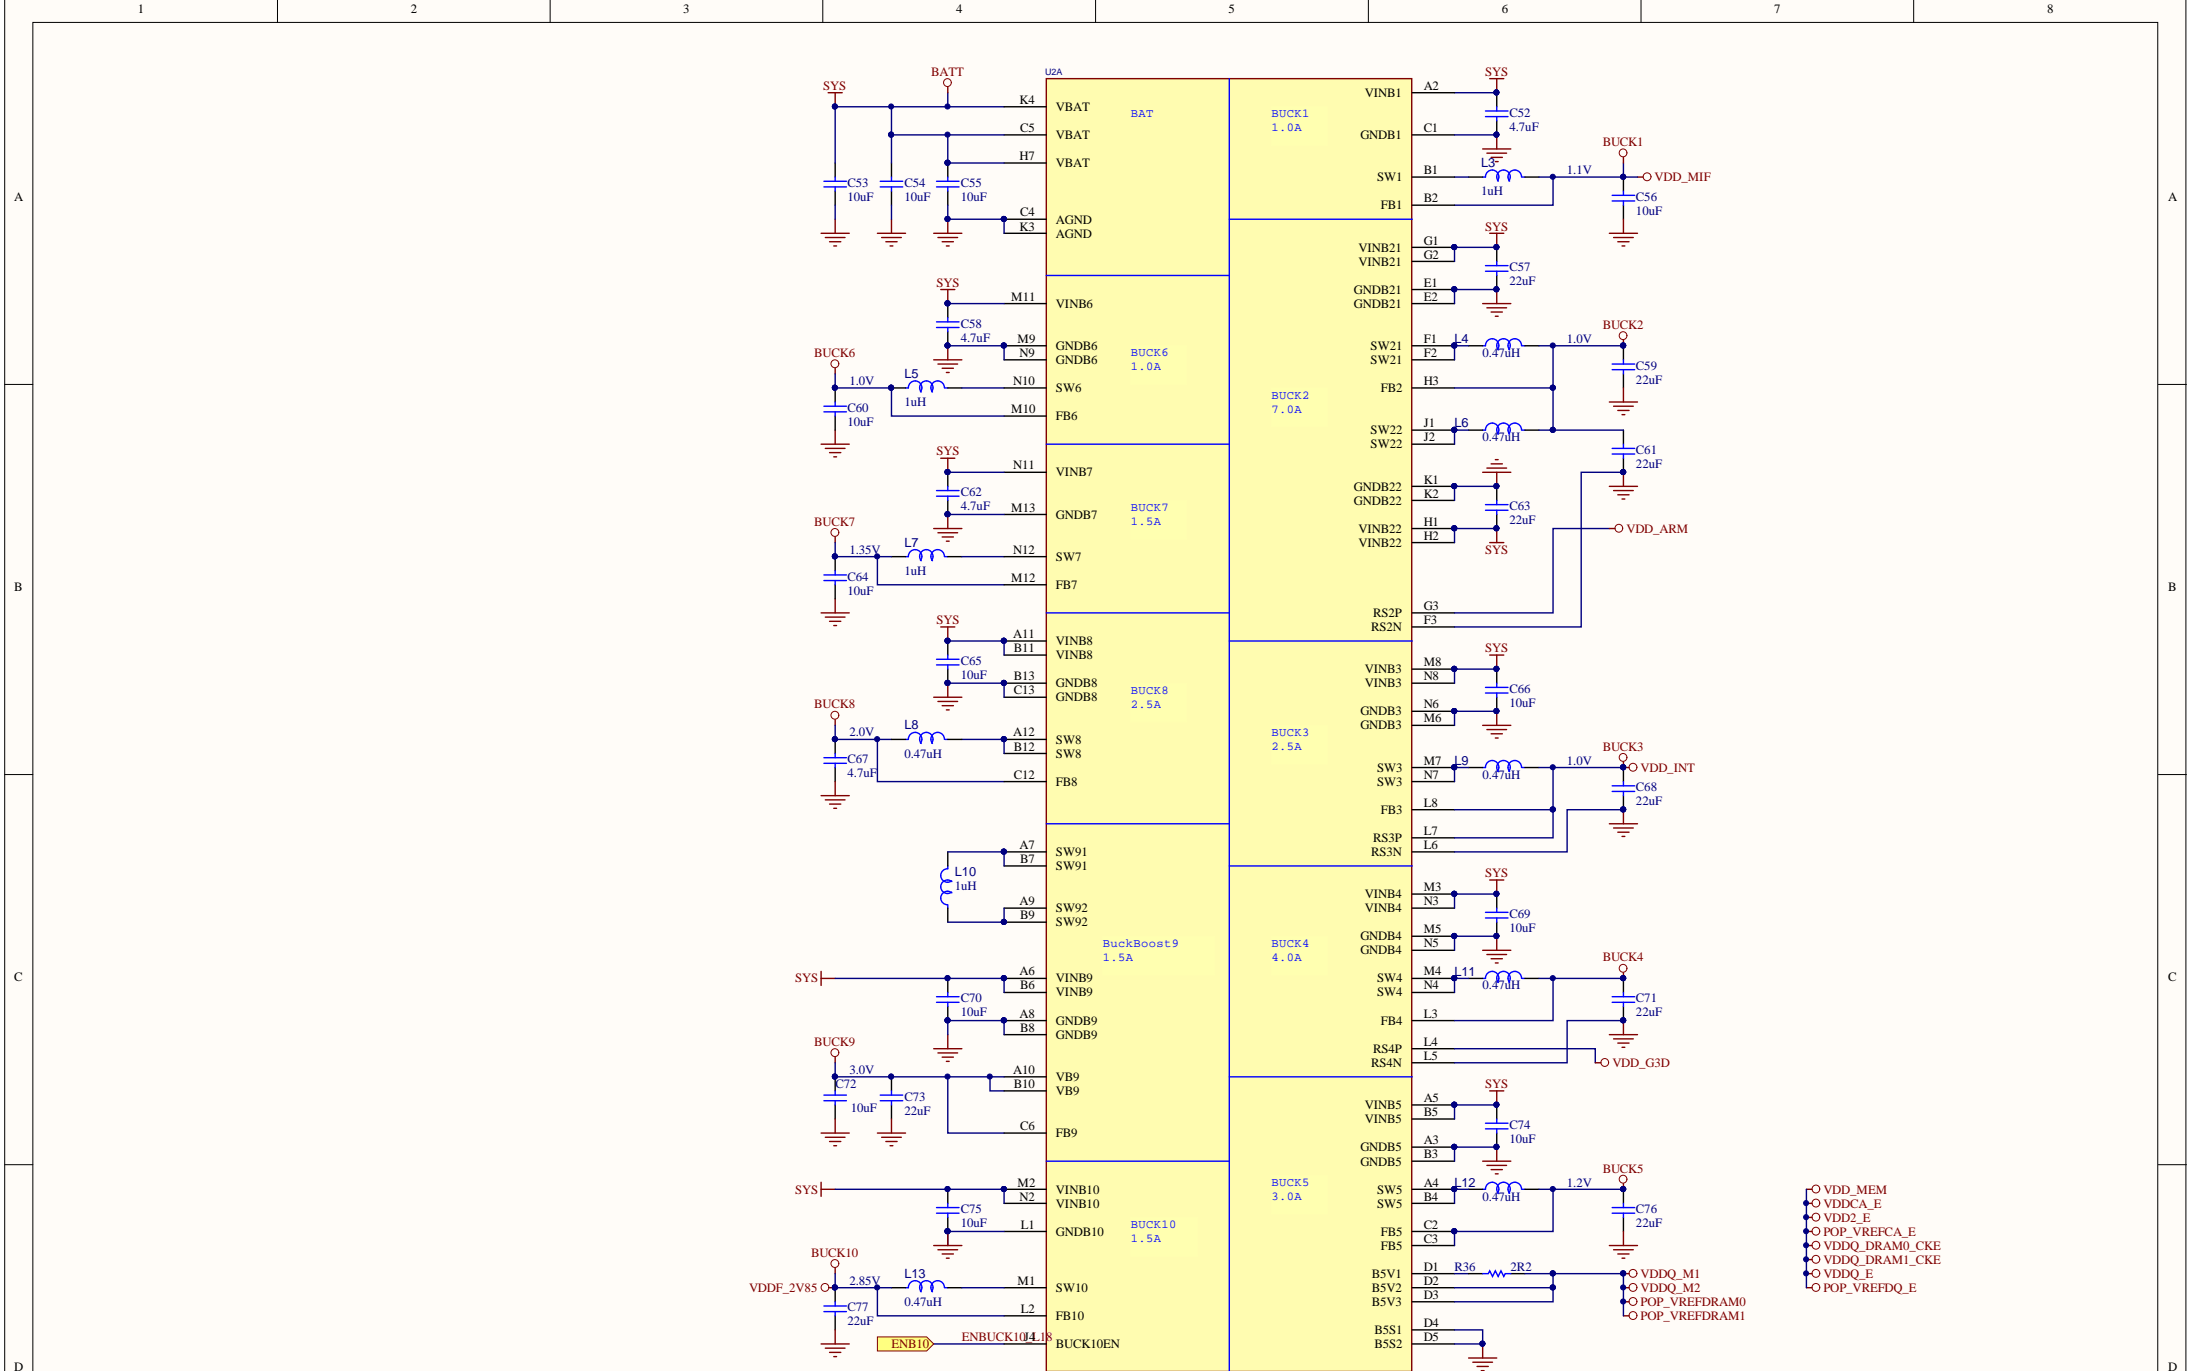 1 2 3 4 5 6 7 8
A
B
C
D
A
B
C
D
U2A
SYS
BATT
K4 VBAT
C5 VBAT
H7 VBAT
C53 10uF
C54 10uF
C55 10uF
C4 AGND
K3 AGND
BAT
SYS
M11 VINB6
C58 4.7uF
M9 GNDB6
N9 GNDB6
BUCK6
1.0V
L5 1uH
N10 SW6
C60 10uF
M10 FB6
BUCK6
1.0A
SYS
N11 VINB7
C62 4.7uF
M13 GNDB7
BUCK7
1.35V
L7 1uH
N12 SW7
C64 10uF
M12 FB7
BUCK7
1.5A
SYS
A11 VINB8
B11 VINB8
C65 10uF
B13 GNDB8
C13 GNDB8
BUCK8
2.0V
L8 0.47uH
A12 SW8
B12 SW8
C67 4.7uF
C12 FB8
BUCK8
2.5A
A7 SW91
B7 SW91
L10 1uH
A9 SW92
B9 SW92
BuckBoost9
1.5A
SYS
A6 VINB9
B6 VINB9
C70 10uF
A8 GNDB9
B8 GNDB9
BUCK9
3.0V
A10 VB9
B10 VB9
C72 10uF
C73 22uF
C6 FB9
SYS
M2 VINB10
N2 VINB10
C75 10uF
L1 GNDB10
BUCK10
1.5A
BUCK10
VDDF_2V85
2.85V
L13 0.47uH
M1 SW10
C77 22uF
L2 FB10
ENB10
ENBUCK10_L18
J4 BUCK10EN
BUCK1
1.0A
VINB1 A2
SYS
C52 4.7uF
GNDB1 C1
SW1 B1
L3 1uH
1.1V
BUCK1
VDD_MIF
FB1 B2
C56 10uF
BUCK2
7.0A
VINB21 G1
VINB21 G2
SYS
C57 22uF
GNDB21 E1
GNDB21 E2
SW21 F1
SW21 F2
L4 0.47uH
1.0V
BUCK2
C59 22uF
FB2 H3
SW22 J1
SW22 J2
L6 0.47uH
C61 22uF
GNDB22 K1
GNDB22 K2
C63 22uF
VINB22 H1
VINB22 H2
SYS
VDD_ARM
RS2P G3
RS2N F3
BUCK3
2.5A
VINB3 M8
VINB3 N8
SYS
C66 10uF
GNDB3 N6
GNDB3 M6
SW3 M7
SW3 N7
L9 0.47uH
1.0V
BUCK3
VDD_INT
C68 22uF
FB3 L8
RS3P L7
RS3N L6
BUCK4
4.0A
VINB4 M3
VINB4 N3
SYS
C69 10uF
GNDB4 M5
GNDB4 N5
SW4 M4
SW4 N4
L11 0.47uH
BUCK4
C71 22uF
FB4 L3
RS4P L4
RS4N L5
VDD_G3D
BUCK5
3.0A
VINB5 A5
VINB5 B5
SYS
C74 10uF
GNDB5 A3
GNDB5 B3
SW5 A4
SW5 B4
L12 0.47uH
1.2V
BUCK5
C76 22uF
FB5 C2
FB5 C3
B5V1 D1
R36 2R2
B5V2 D2
B5V3 D3
VDDQ_M1
VDDQ_M2
POP_VREFDRAM0
POP_VREFDRAM1
B5S1 D4
B5S2 D5
VDD_MEM
VDDCA_E
VDD2_E
POP_VREFCA_E
VDDQ_DRAM0_CKE
VDDQ_DRAM1_CKE
VDDQ_E
POP_VREFDQ_E